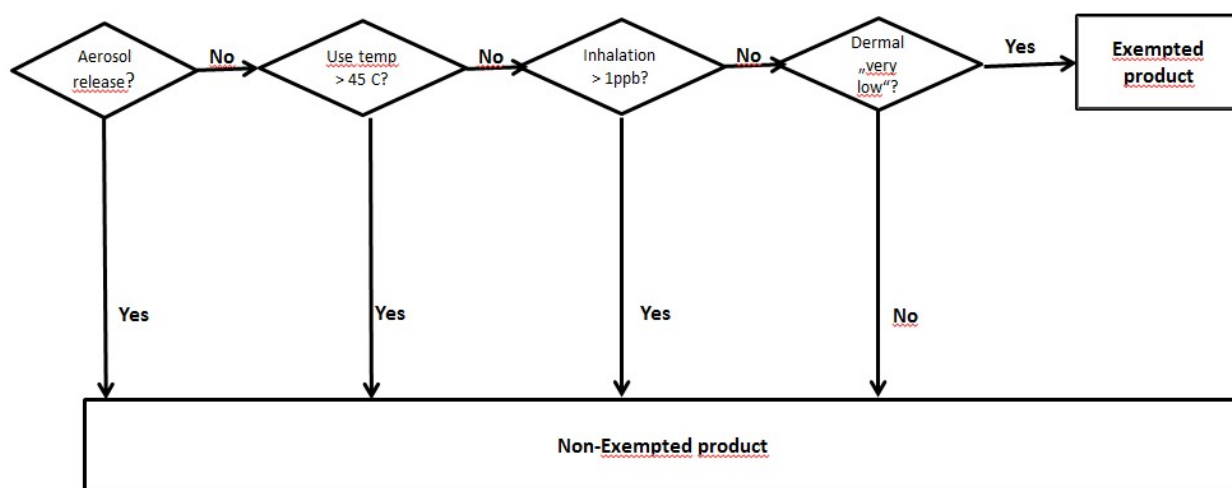 Aerosol
release?
No
Use temp
> 45 C?
No
Inhalation
> 1ppb?
No
Dermal
„very
low“?
Yes
Exempted
product
Yes
Yes
Yes
No
Non-Exempted product